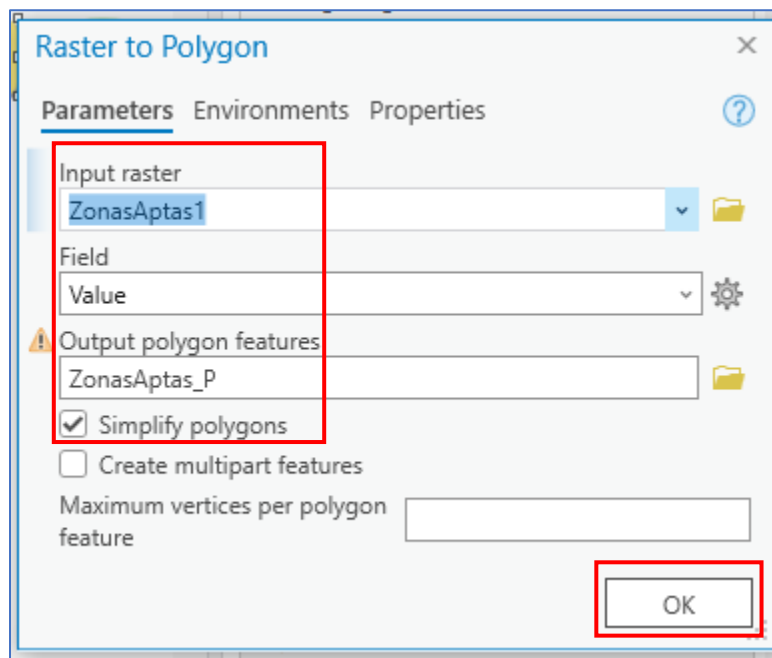 Raster to Polygon
Parameters Environments Properties
Input raster
ZonasAptas1
Field
Value
Output polygon features
ZonasAptas_P
Simplify polygons
Create multipart features
Maximum vertices per polygon
feature
OK